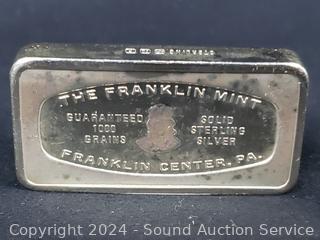 THE FRANKLIN MINT
GUARANTEED SOLID
1000 STERLING
GRAINS SILVER
FRANKLIN CENTER, PA.
Copyright © 2024 - Sound Auction Service